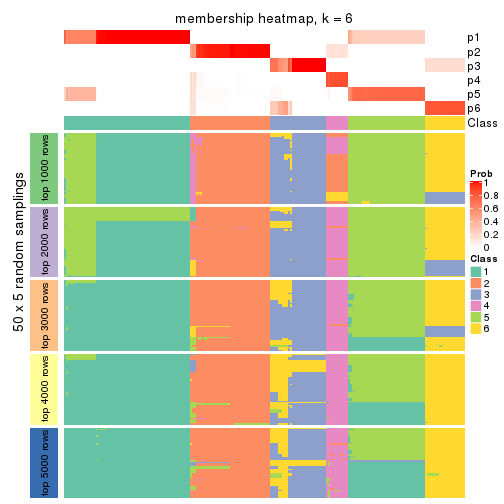 membership heatmap, k = 6
p1
p2
p3
p4
p5
p6
Class
50 x 5 random samplings
top 1000 rows
top 2000 rows
top 3000 rows
top 4000 rows
top 5000 rows
Prob
1
0.8
0.6
0.4
0.2
0
Class
1
2
3
4
5
6